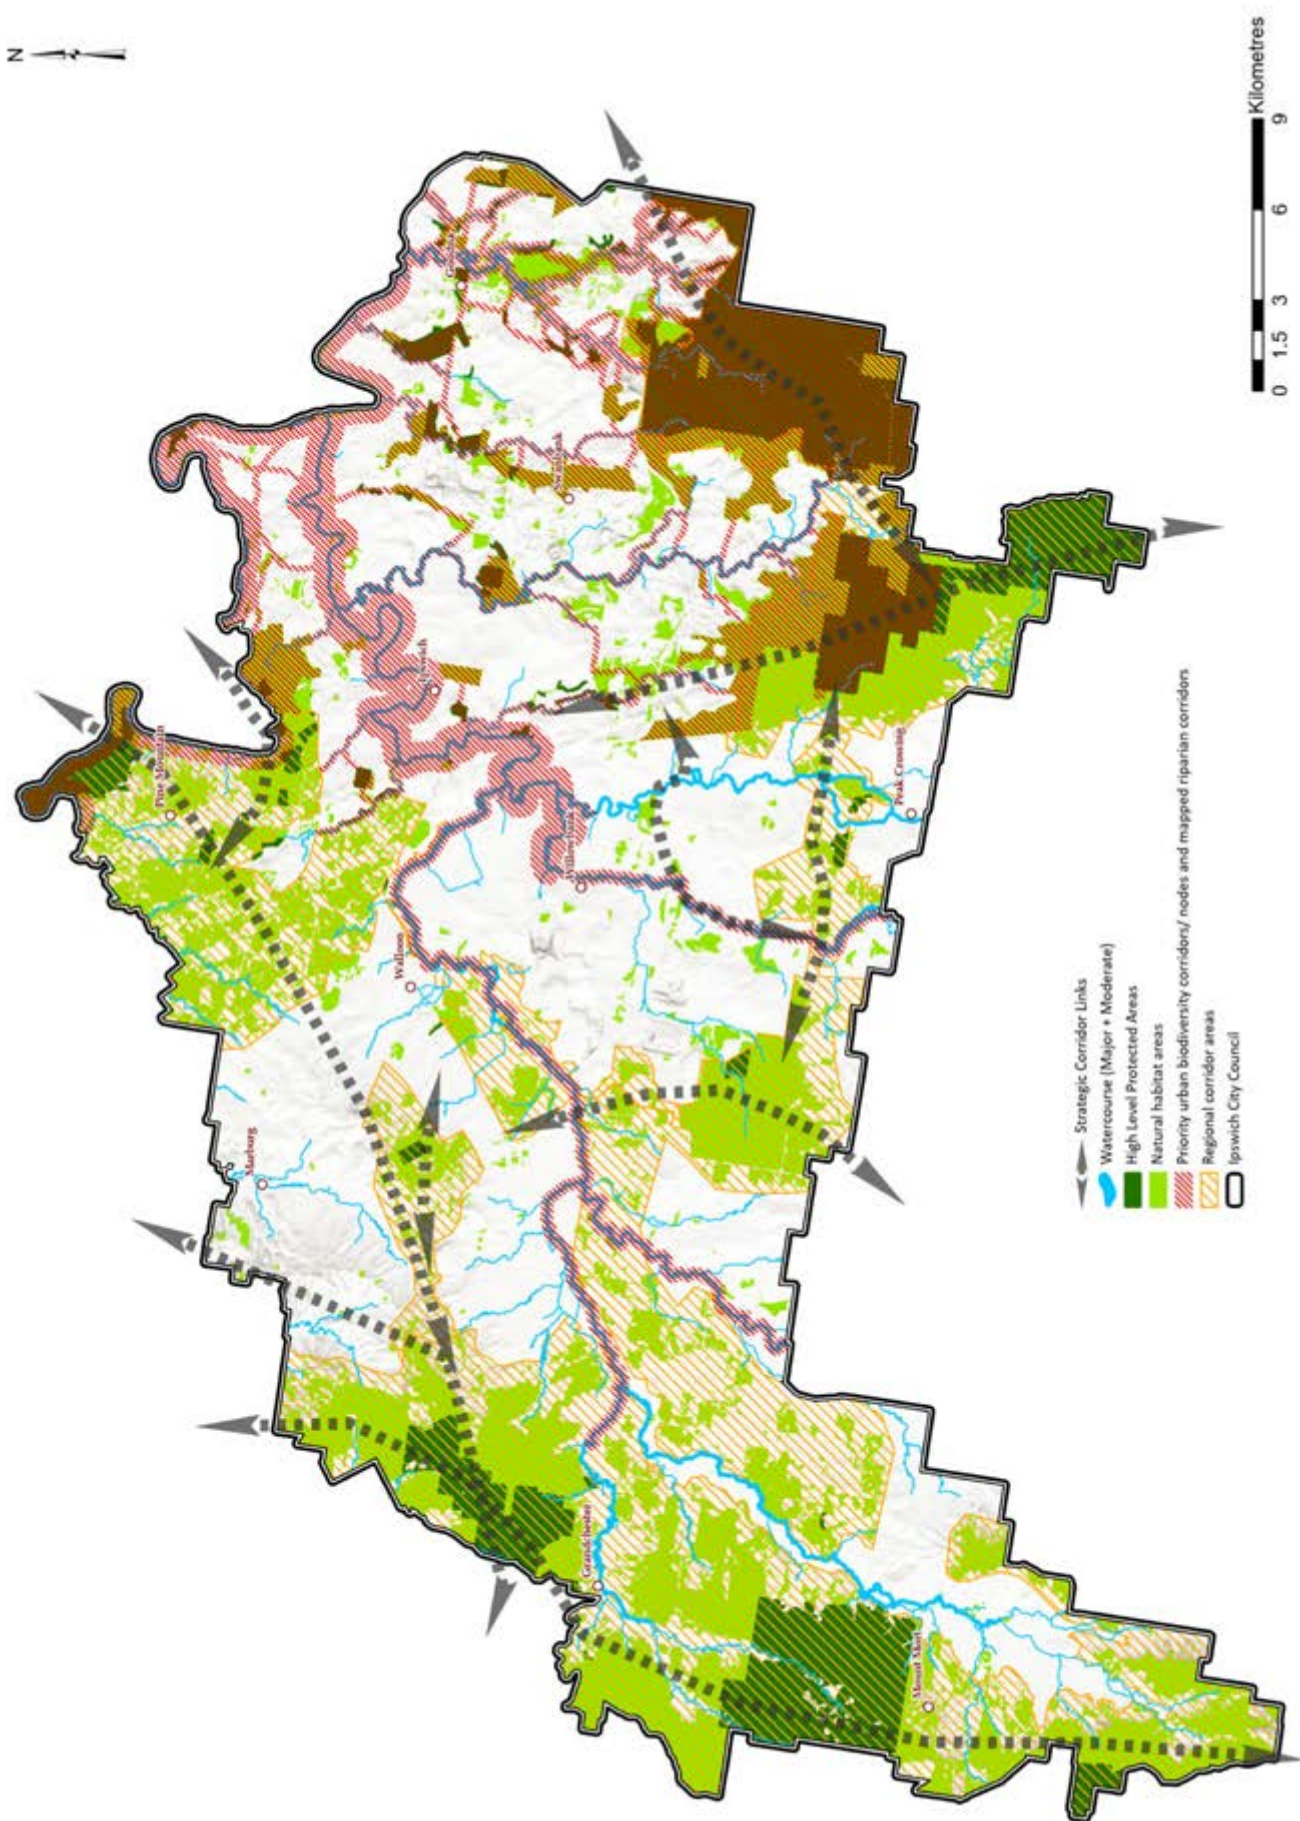 N
Pine Mountain
Marburg
Walloon
Ipswich
Goodna
Swanbank
Willowbank
Peak Crossing
Grandchester
Mount Mort
Strategic Corridor Links
Watercourse (Major + Moderate)
High Level Protected Areas
Natural habitat areas
Priority urban biodiversity corridors/ nodes and mapped riparian corridors
Regional corridor areas
Ipswich City Council
0 1.5 3 6 9
Kilometres